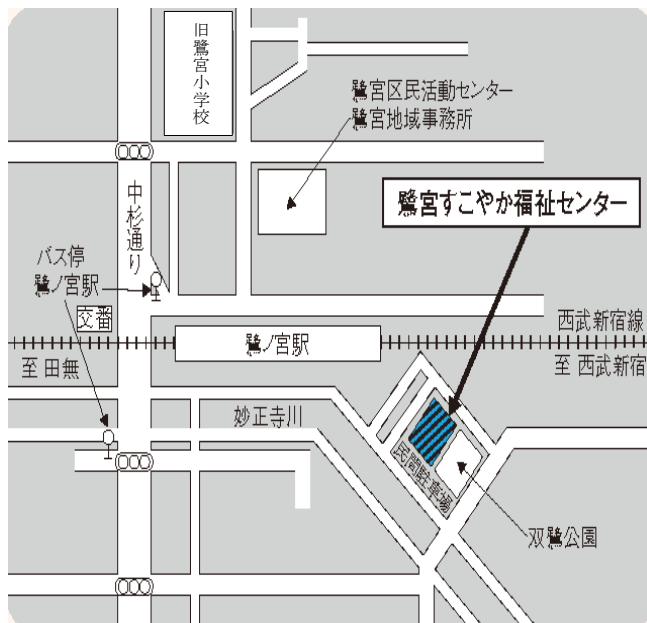 旧鷺宮小学校
鷺宮区民活動センター
鷺宮地域事務所
鷺宮すこやか福祉センター
中杉通り
バス停
鷺ノ宮駅
交番
鷺ノ宮駅
西武新宿線
至 田無
至 西武新宿
妙正寺川
民間駐車場
双鷺公園